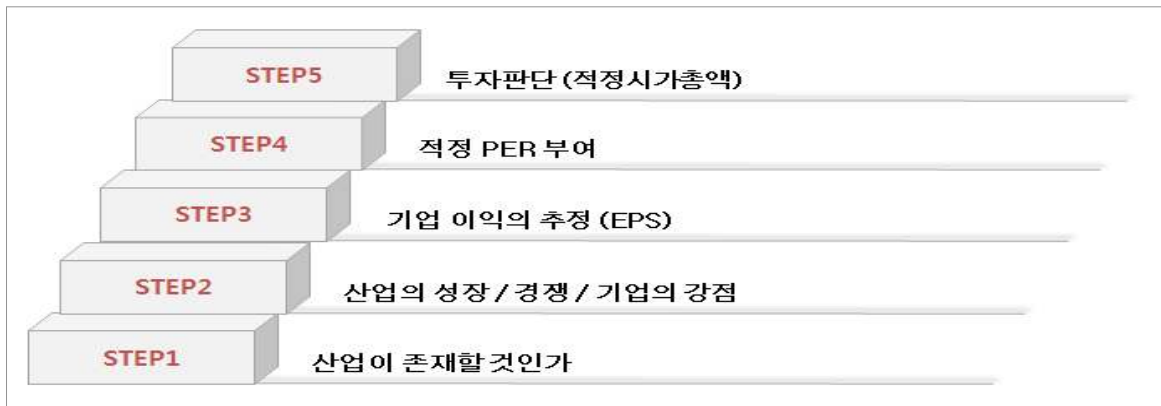 STEP5 투자판단 (적정시가총액)
STEP4 적정 PER 부여
STEP3 기업 이익의 추정 (EPS)
STEP2 산업의 성장 / 경쟁 / 기업의 강점
STEP1 산업이 존재할것인가